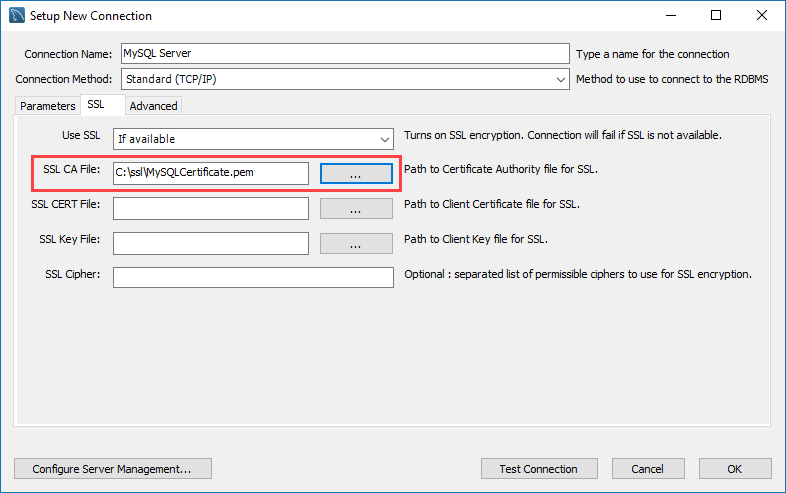 Setup New Connection
Connection Name: MySQL Server Type a name for the connection
Connection Method: Standard (TCP/IP) Method to use to connect to the RDBMS
Parameters SSL Advanced
Use SSL If available Turns on SSL encryption. Connection will fail if SSL is not available.
SSL CA File: C:\ssl\MySQLCertificate.pem ... Path to Certificate Authority file for SSL.
SSL CERT File: ... Path to Client Certificate file for SSL.
SSL Key File: ... Path to Client Key file for SSL.
SSL Cipher: Optional : separated list of permissible ciphers to use for SSL encryption.
Configure Server Management... Test Connection Cancel OK